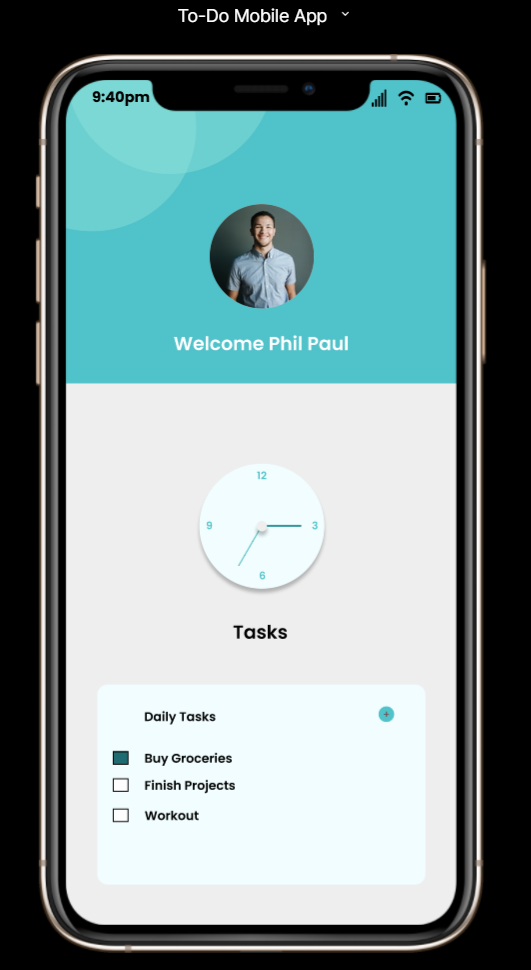 To-Do Mobile App
9:40pm
Welcome Phil Paul
12
9
3
6
Tasks
Daily Tasks
+
Buy Groceries
Finish Projects
Workout